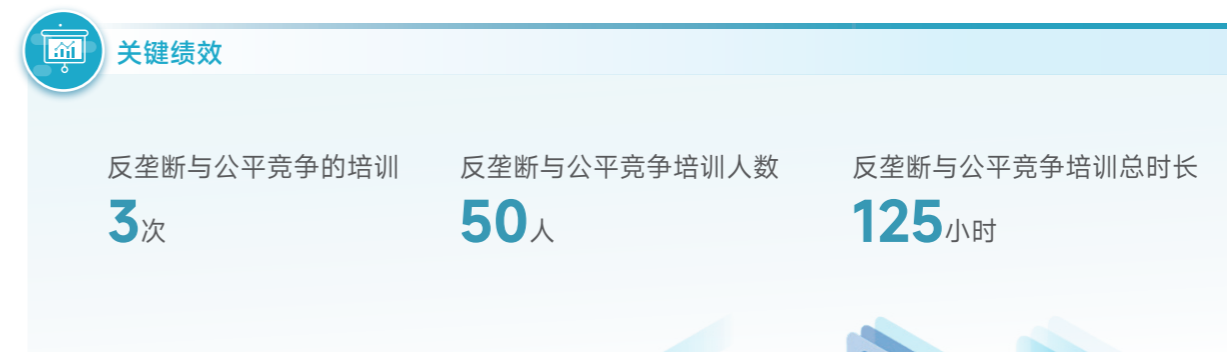 关键绩效
反垄断与公平竞争的培训
3次
反垄断与公平竞争培训人数
50人
反垄断与公平竞争培训总时长
125小时